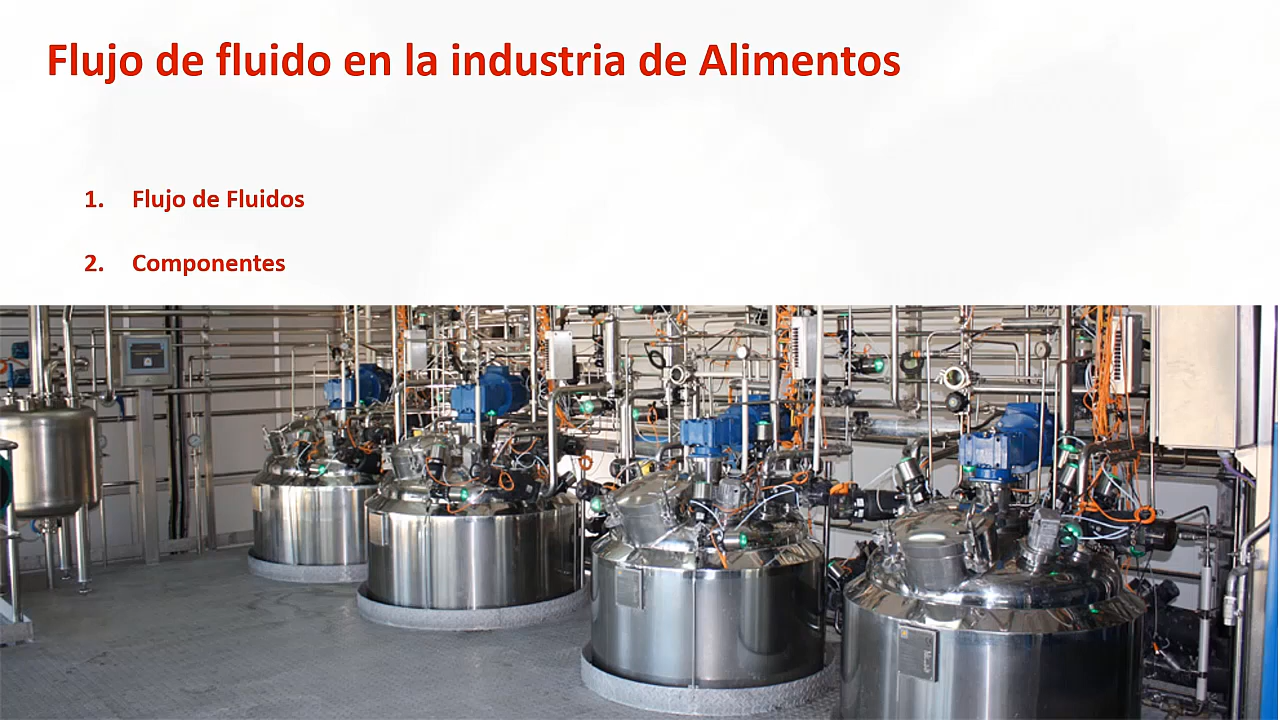 Flujo de fluido en la industria de Alimentos
1. Flujo de Fluidos
2. Componentes